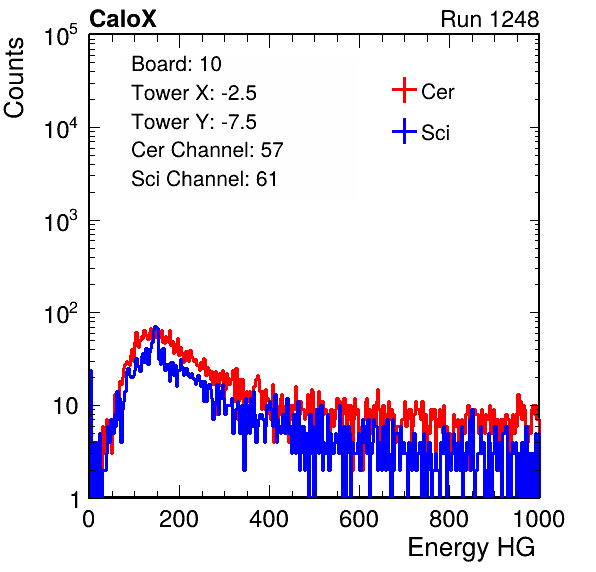 CaloX Run 1248
Counts
10^5
10^4
10^3
10^2
10
1
Board: 10
Tower X: -2.5
Tower Y: -7.5
Cer Channel: 57
Sci Channel: 61
Cer
Sci
0 200 400 600 800 1000
Energy HG